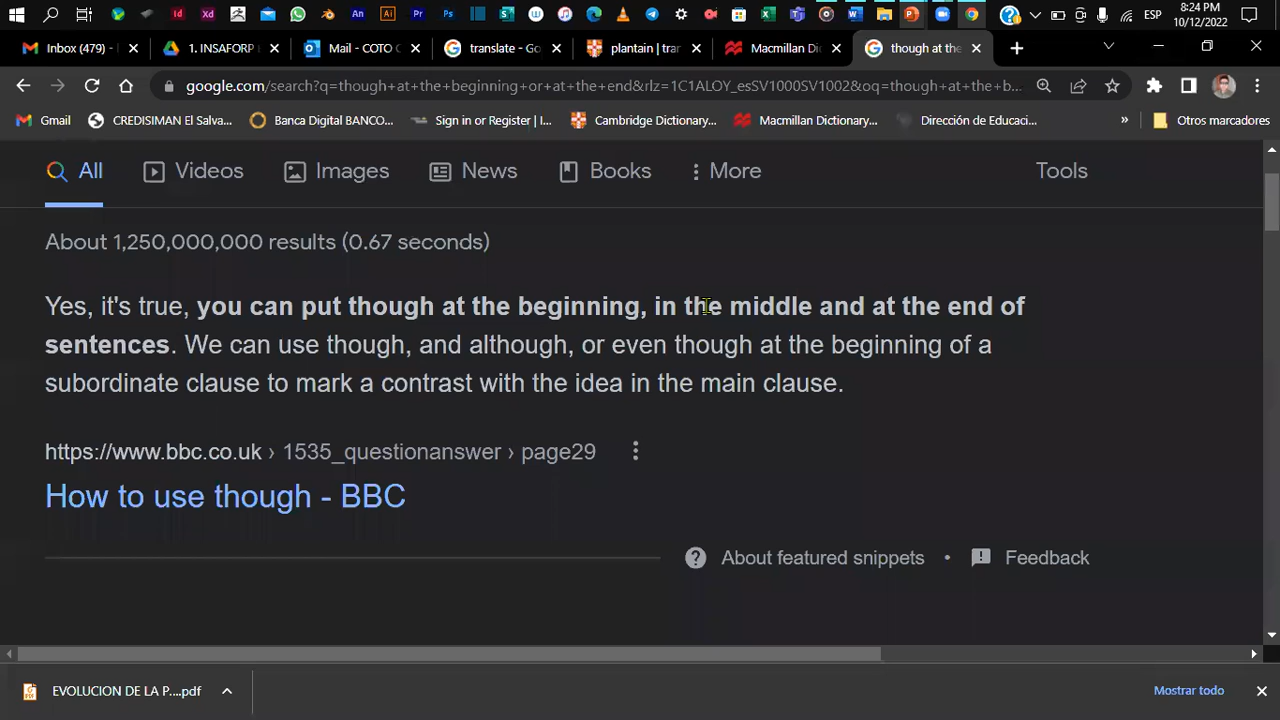 Id
Xd
An
Ai
Pr
Ps
ESP
8:24 PM
10/12/2022
Inbox (479) -
1. INSAFORP
Mail - COTO C
translate - Go
plantain | tran
Macmillan Dic
though at the
google.com/search?q=though+at+the+beginning+or+at+the+end&rlz=1C1ALOY_esSV1000SV1002&oq=though+at+the+b...
Gmail
CREDISIMAN El Salva...
Banca Digital BANCO...
Sign in or Register | I...
Cambridge Dictionary...
Macmillan Dictionary...
Dirección de Educaci...
»
Otros marcadores
All
Videos
Images
News
Books
More
Tools
About 1,250,000,000 results (0.67 seconds)
Yes, it's true, you can put though at the beginning, in the middle and at the end of
sentences. We can use though, and although, or even though at the beginning of a
subordinate clause to mark a contrast with the idea in the main clause.
https://www.bbc.co.uk › 1535_questionanswer › page29
How to use though - BBC
About featured snippets • Feedback
EVOLUCION DE LA P....pdf
Mostrar todo